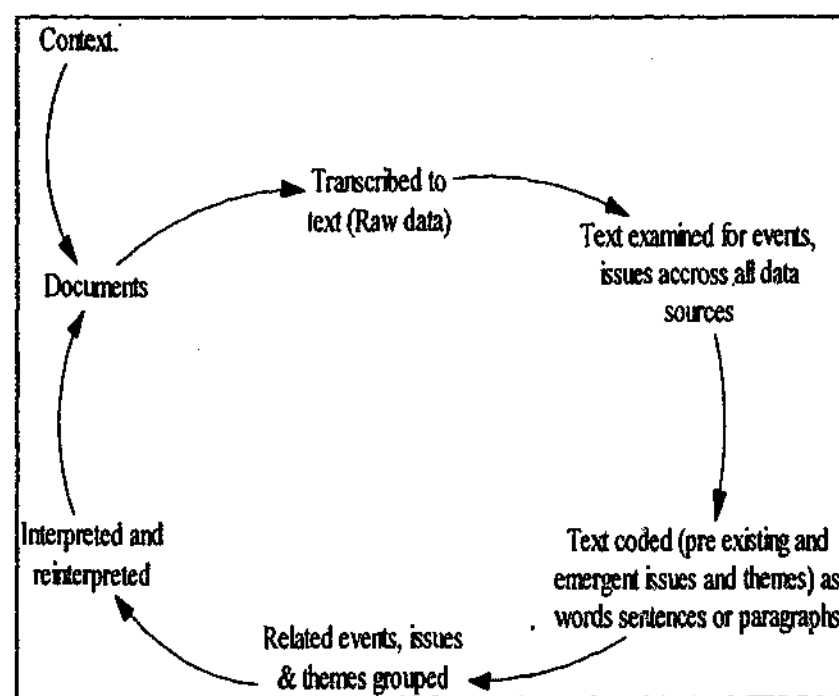 Context.
Transcribed to
text (Raw data)
Text examined for events,
issues accross all data
sources
Documents
Interpreted and
reinterpreted
Text coded (pre existing and
emergent issues and themes) as
words sentences or paragraphs
Related events, issues
& themes grouped